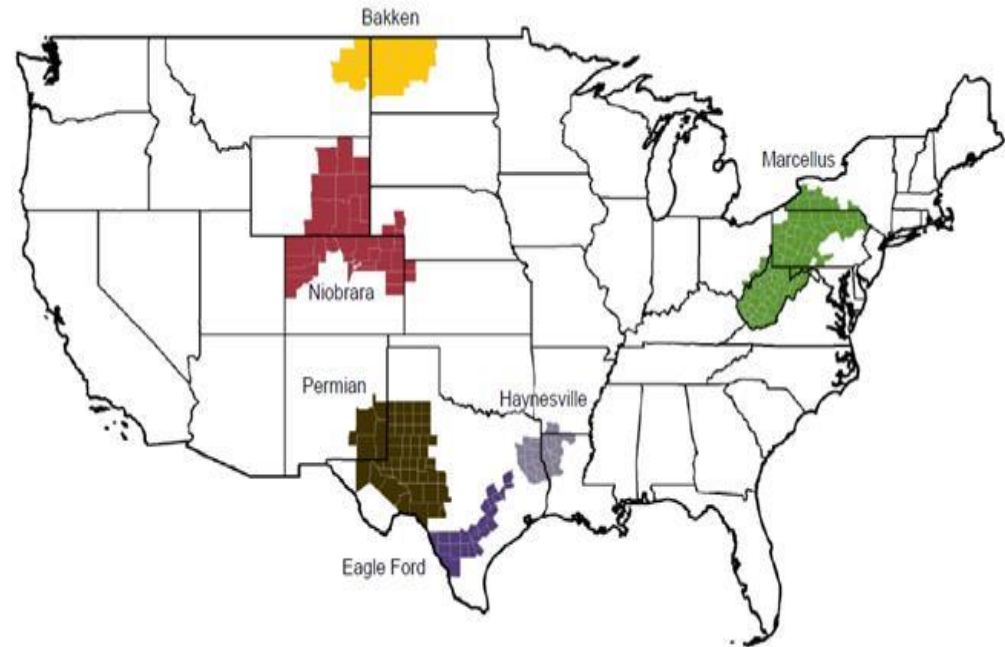 Bakken
Marcellus
Niobrara
Permian
Haynesville
Eagle Ford